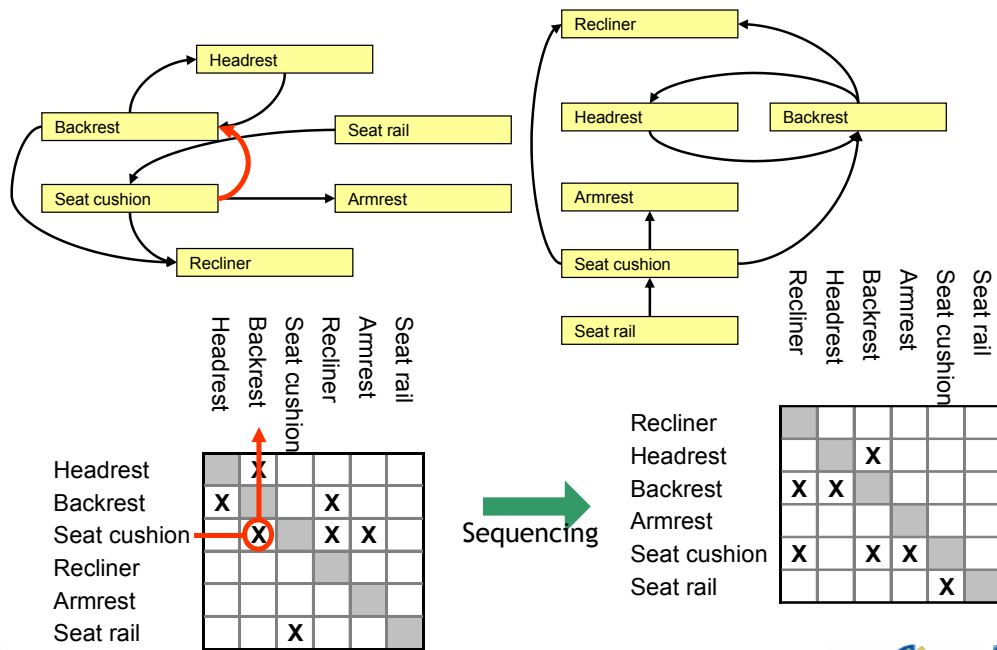 Headrest
Backrest
Seat rail
Seat cushion
Armrest
Recliner
Recliner
Headrest
Backrest
Armrest
Seat cushion
Seat rail
Headrest
Backrest
Seat cushion
Recliner
Armrest
Seat rail
Headrest X
Backrest X X
Seat cushion X X X
Recliner
Armrest
Seat rail X
Sequencing
Recliner
Headrest
Backrest
Armrest
Seat cushion
Seat rail
Recliner
Headrest X
Backrest X X
Armrest
Seat cushion X X X
Seat rail X